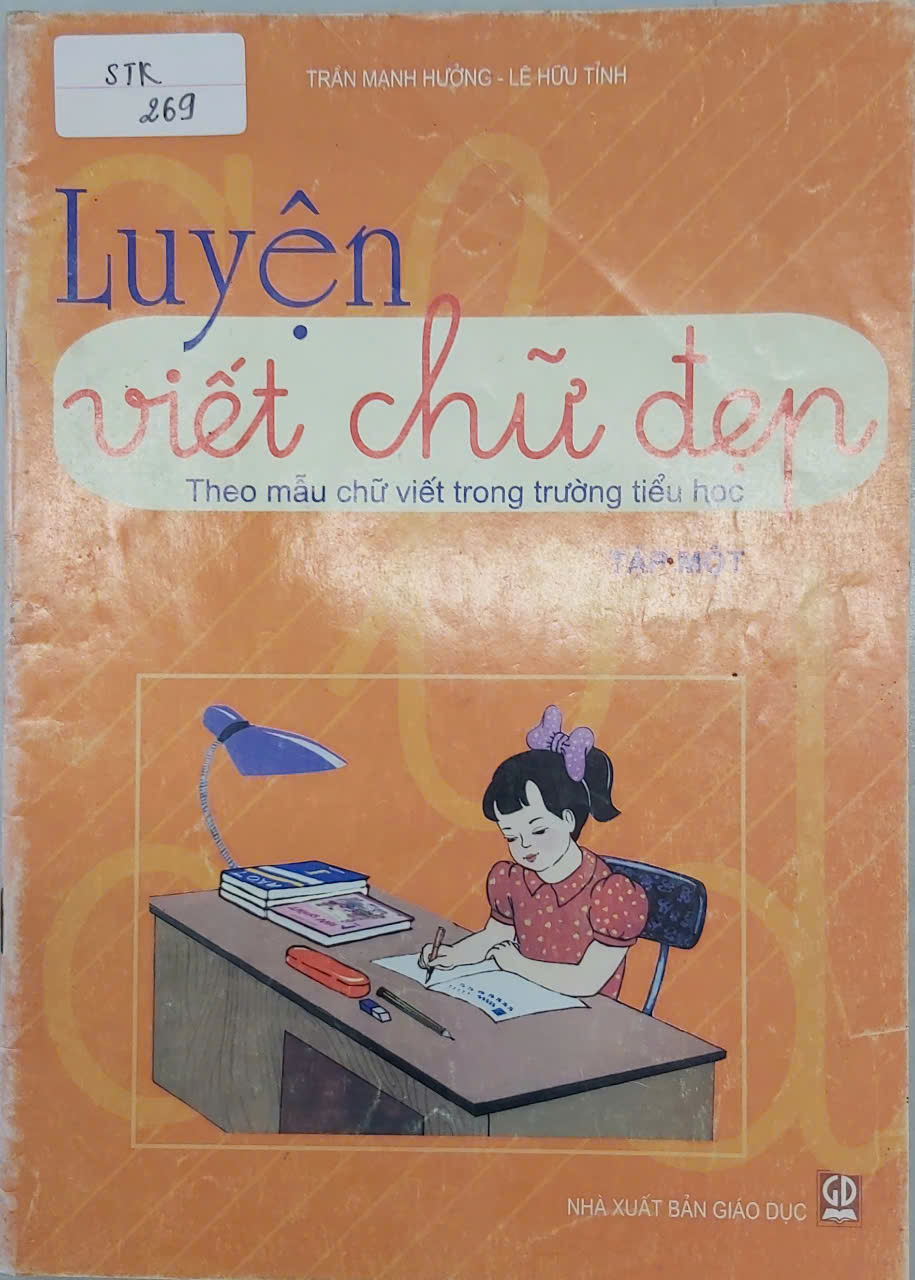 STK
269
TRẦN MẠNH HƯỞNG - LÊ HỮU TỈNH
Luyện
viết chữ đẹp
Theo mẫu chữ viết trong trường tiểu học
TẬP MỘT
NHÀ XUẤT BẢN GIÁO DỤC
GD